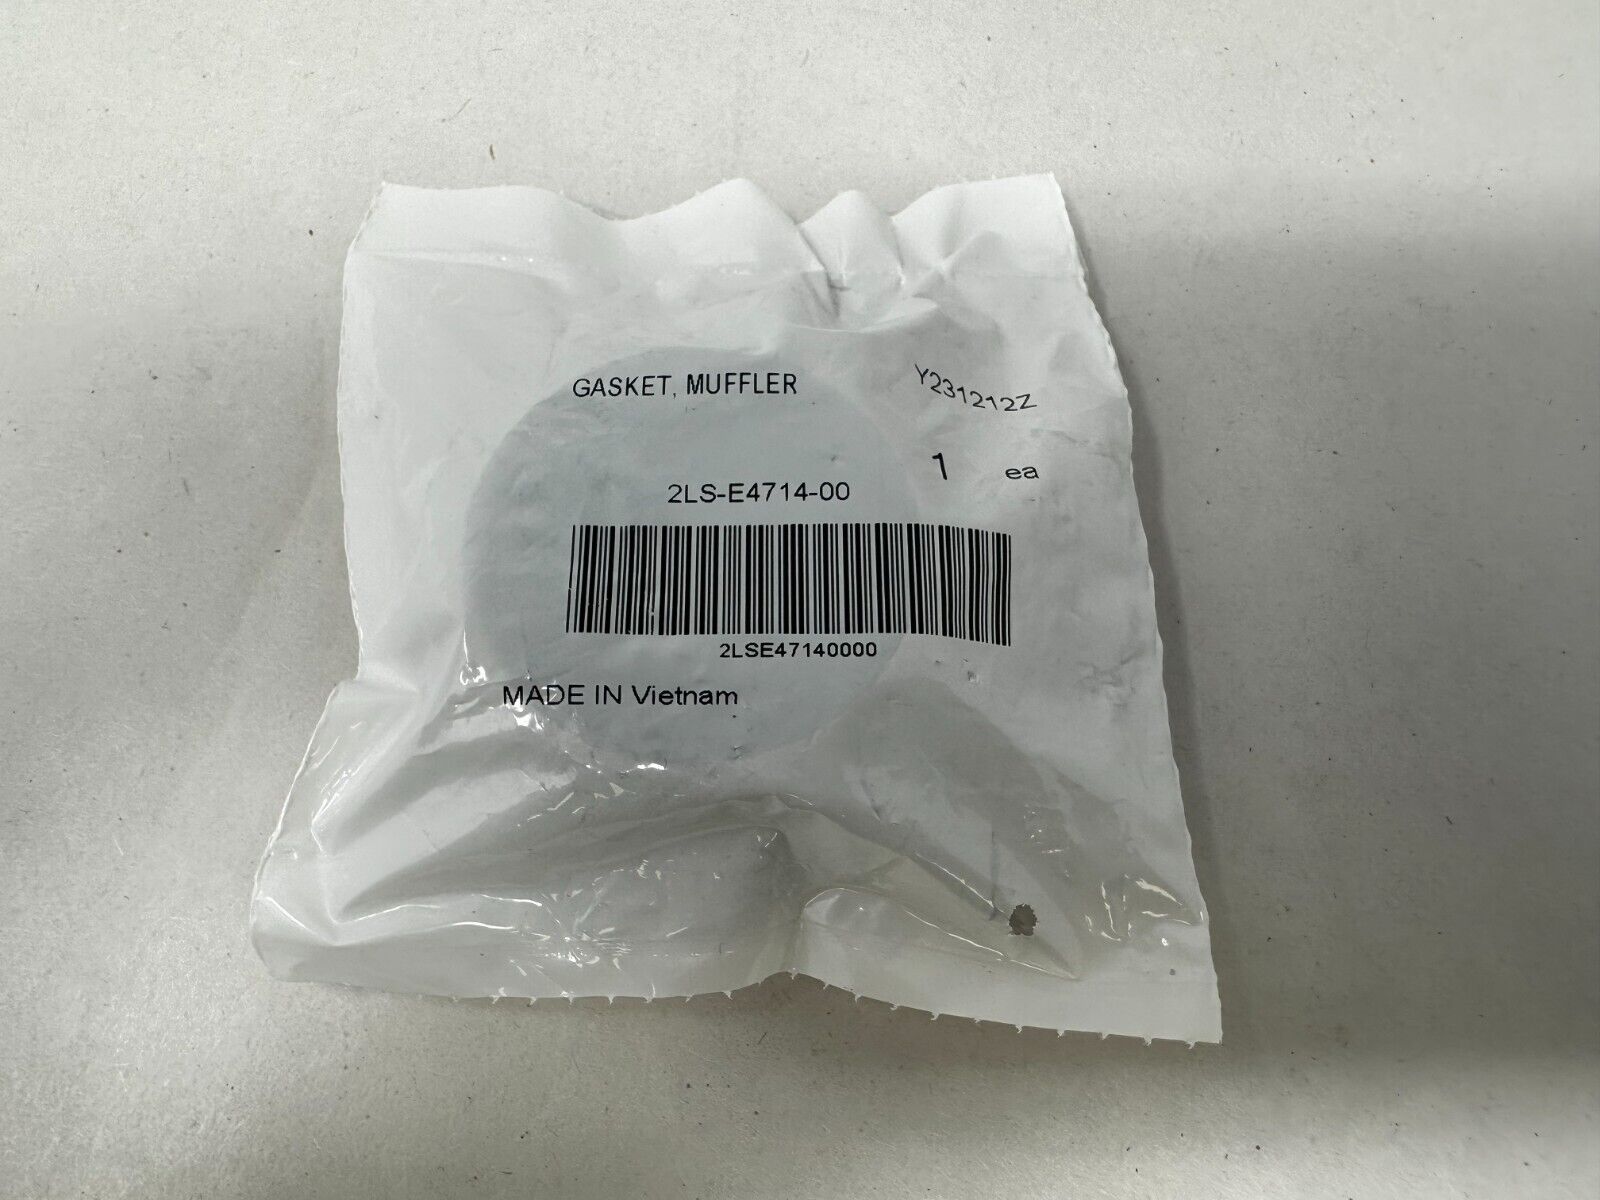 GASKET, MUFFLER
Y231212Z
1 ea
2LS-E4714-00
2LSE47140000
MADE IN Vietnam